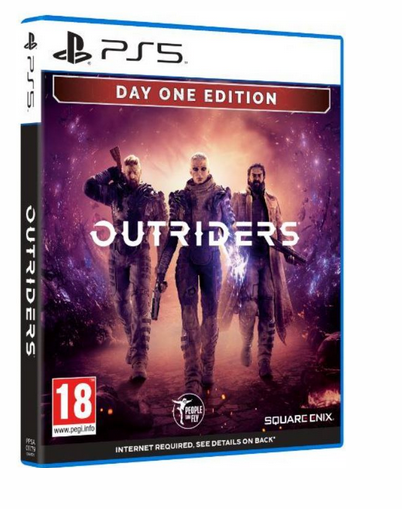 PS5
DAY ONE EDITION
OUTRIDERS
18
www.pegi.info
PEOPLE CAN FLY
SQUARE ENIX
INTERNET REQUIRED, SEE DETAILS ON BACK*
PS5
OUTRIDERS